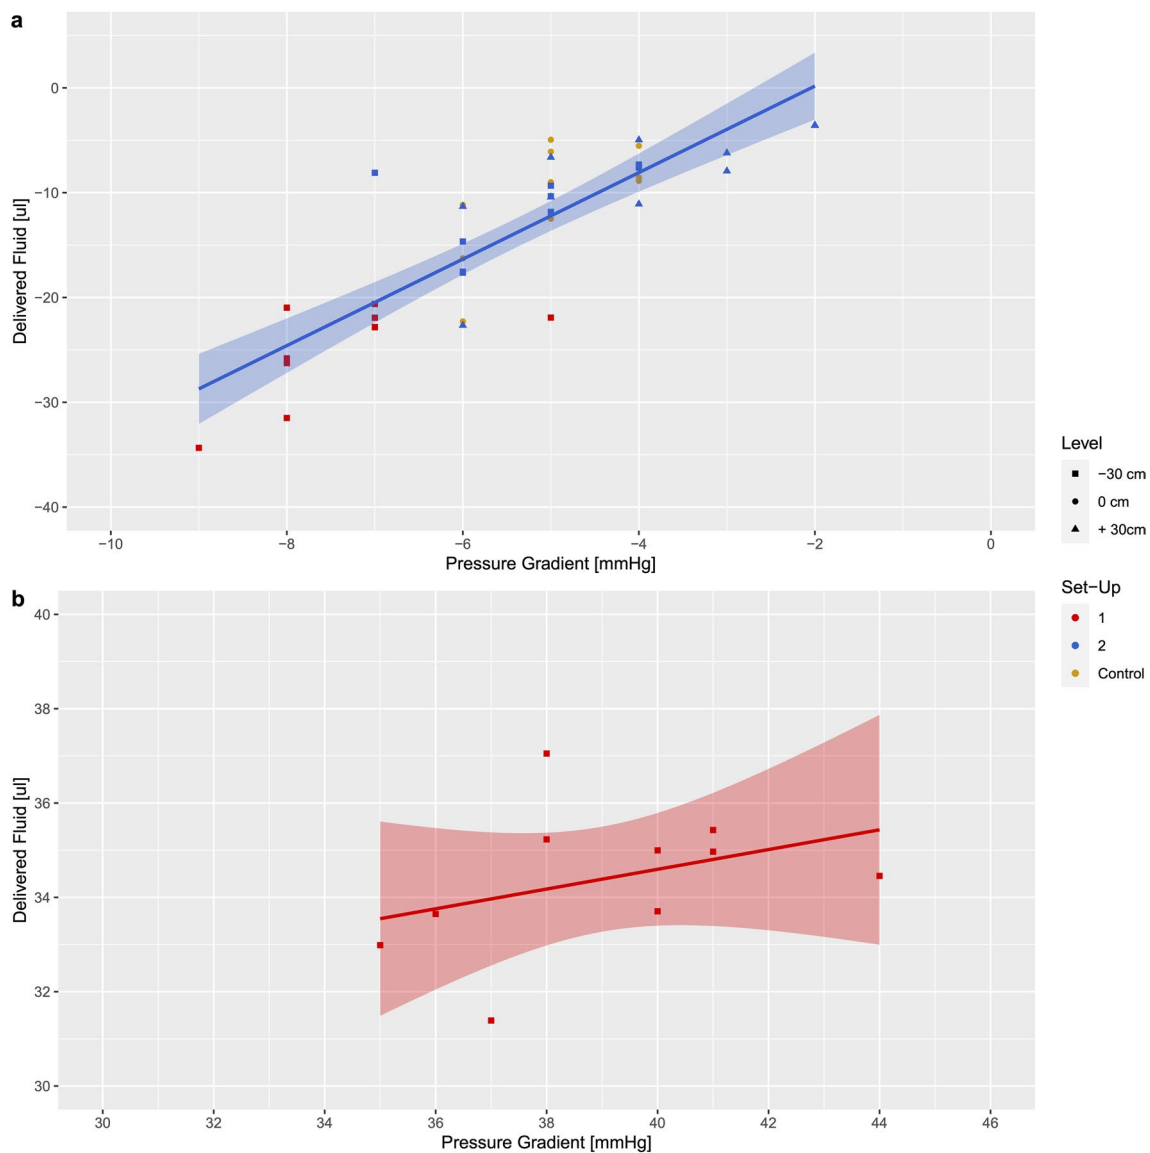 a
Delivered Fluid [ul]
0
−10
−20
−30
−40
−10
−8
−6
−4
−2
0
Pressure Gradient [mmHg]
Level
−30 cm
0 cm
+ 30cm
Set−Up
1
2
Control
b
Delivered Fluid [ul]
40
38
36
34
32
30
30
32
34
36
38
40
42
44
46
Pressure Gradient [mmHg]